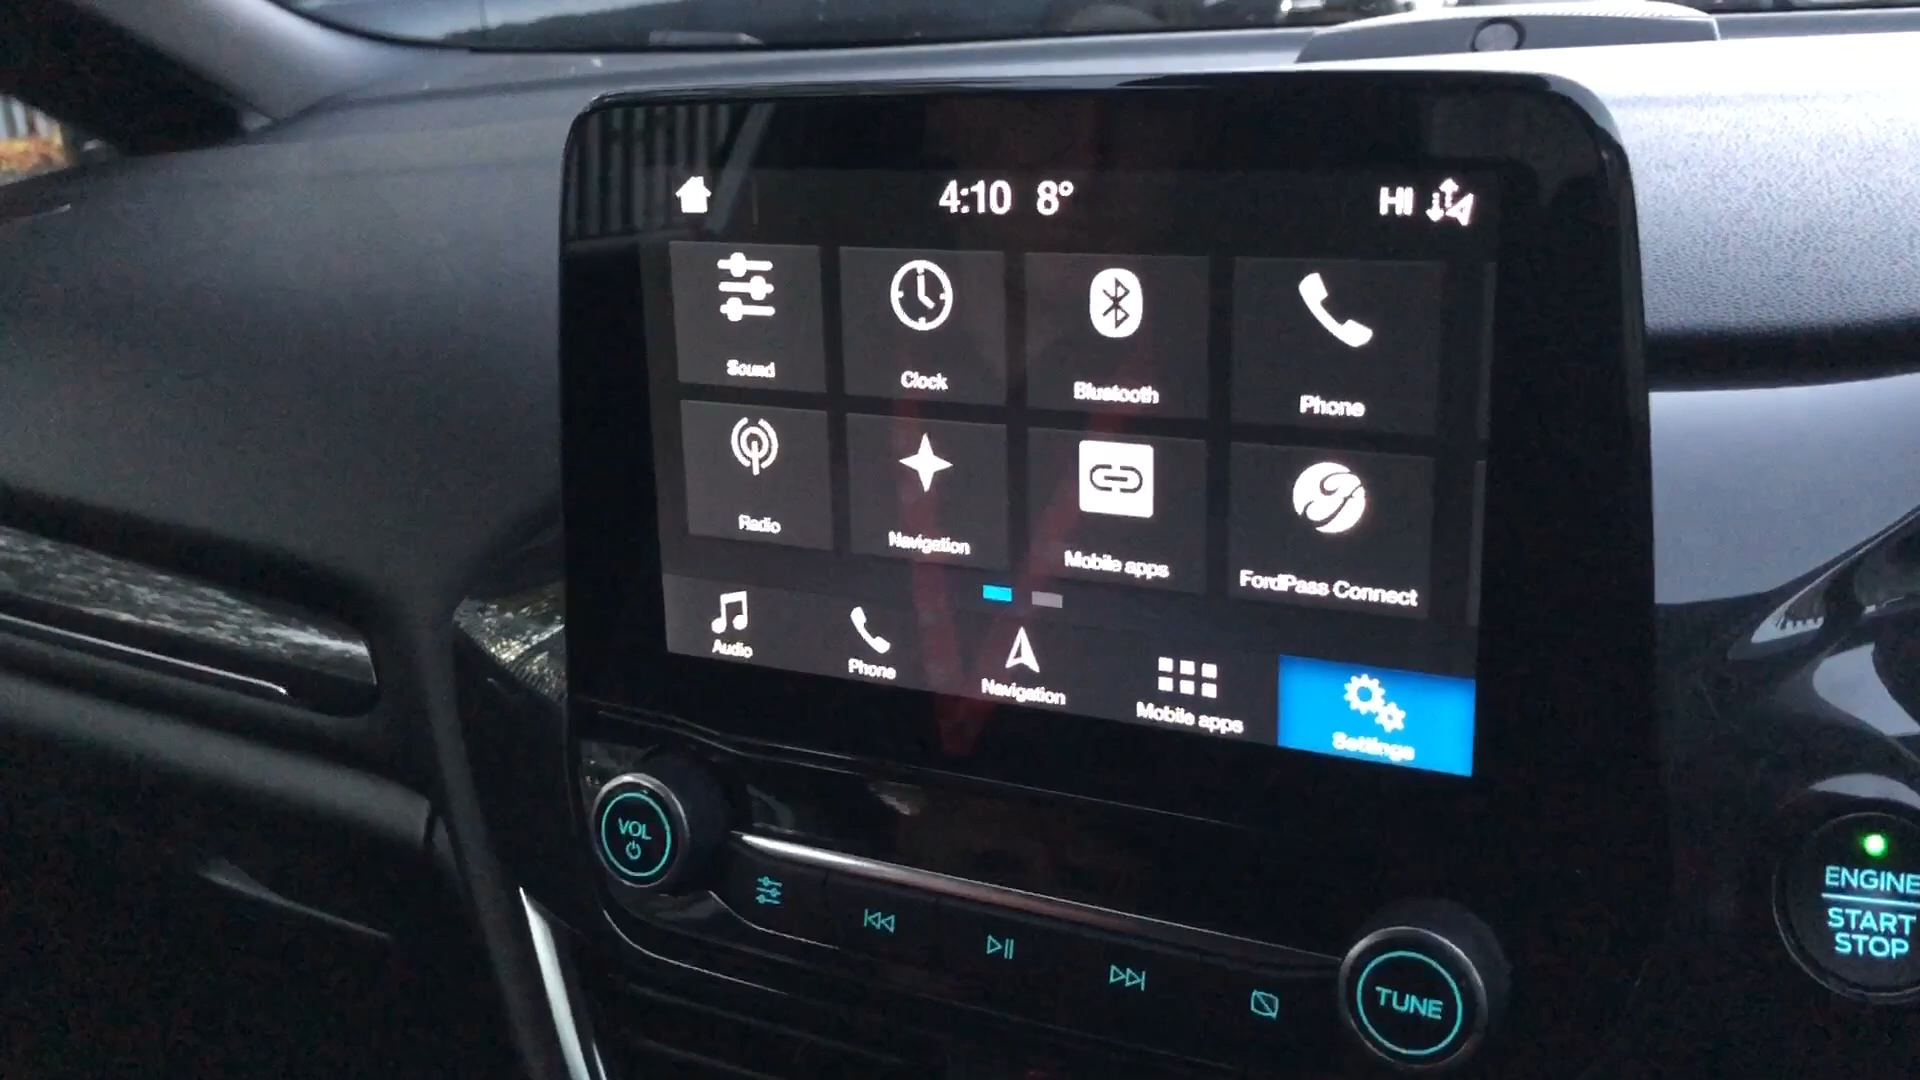 4:10 8° HI
Sound Clock Bluetooth Phone
Radio Navigation Mobile apps FordPass Connect
Audio Phone Navigation Mobile apps Settings
VOL
TUNE
ENGINE
START
STOP